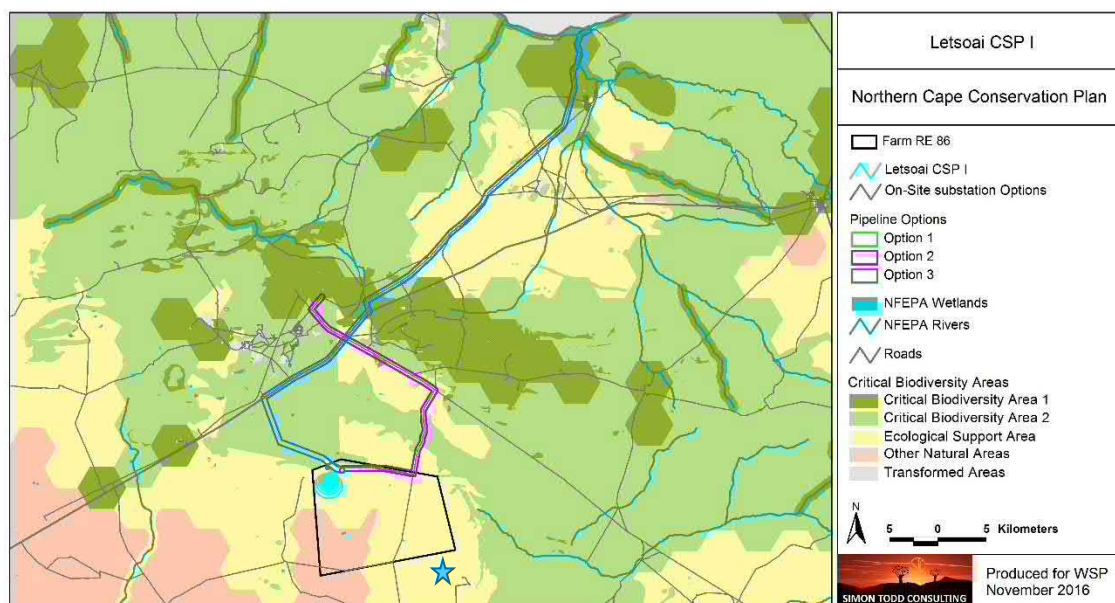 Letsoai CSP I
Northern Cape Conservation Plan
Farm RE 86
Letsoai CSP I
On-Site substation Options
Pipeline Options
Option 1
Option 2
Option 3
NFEPA Wetlands
NFEPA Rivers
Roads
Critical Biodiversity Areas
Critical Biodiversity Area 1
Critical Biodiversity Area 2
Ecological Support Area
Other Natural Areas
Transformed Areas
N
5 0 5 Kilometers
SIMON TODD CONSULTING
Produced for WSP
November 2016